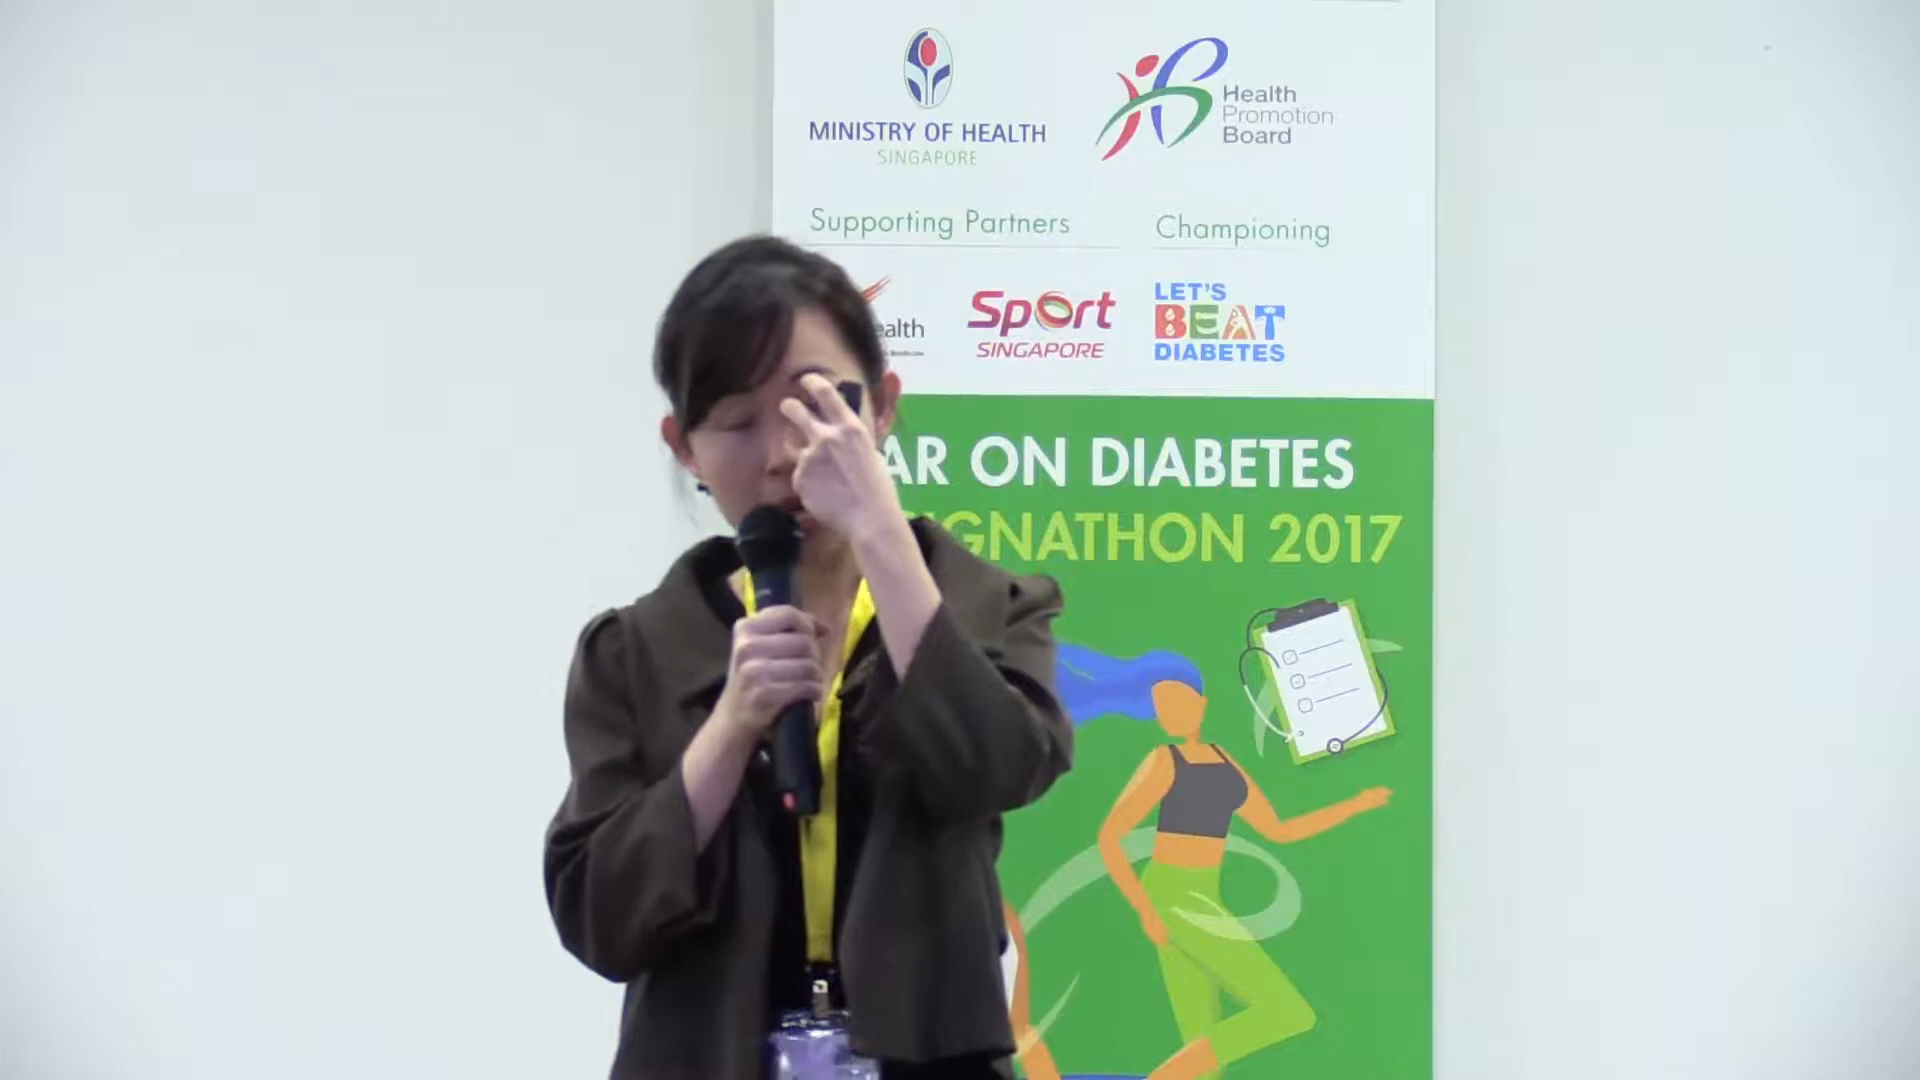 MINISTRY OF HEALTH
SINGAPORE
Health
Promotion
Board
Supporting Partners
Championing
ealth
Sport
SINGAPORE
LET'S
BEAT
DIABETES
AR ON DIABETES
IGNATHON 2017